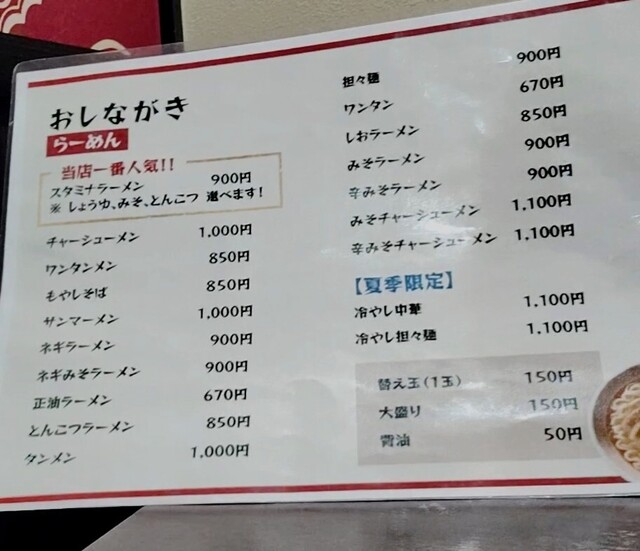 おしながき
らーめん
当店一番人気!!
スタミナラーメン 900円
※ しょうゆ、みそ、とんこつ 選べます!
チャーシューメン 1,000円
ワンタンメン 850円
もやしそば 850円
サンマーメン 1,000円
ネギラーメン 900円
ネギみそラーメン 900円
正油ラーメン 670円
とんこつラーメン 850円
タンメン 1,000円
担々麺 900円
ワンタン 670円
しおラーメン 850円
みそラーメン 900円
辛みそラーメン 900円
みそチャーシューメン 1,100円
辛みそチャーシューメン 1,100円
【夏季限定】
冷やし中華 1,100円
冷やし担々麺 1,100円
替え玉(1玉) 150円
大盛り 150円
背油 50円